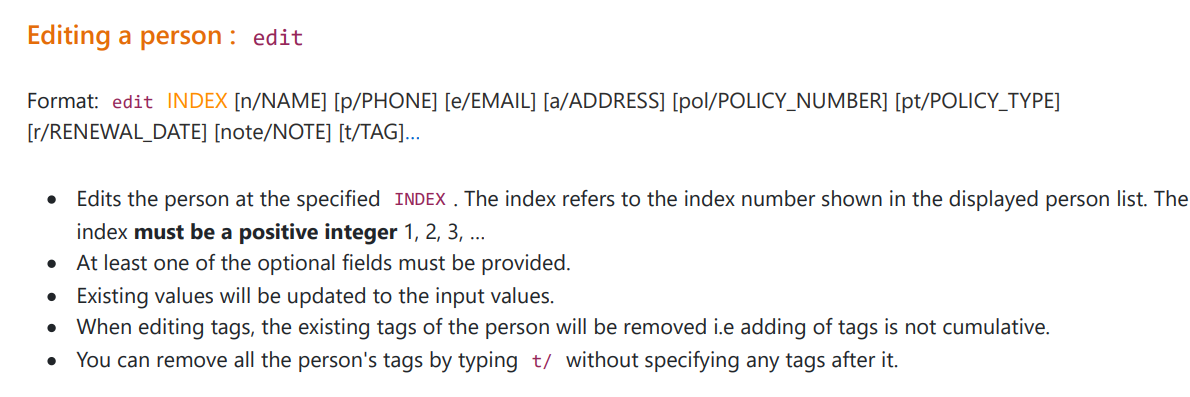 Editing a person : edit
Format: edit INDEX [n/NAME] [p/PHONE] [e/EMAIL] [a/ADDRESS] [pol/POLICY_NUMBER] [pt/POLICY_TYPE]
[r/RENEWAL_DATE] [note/NOTE] [t/TAG]…
• Edits the person at the specified INDEX . The index refers to the index number shown in the displayed person list. The
index must be a positive integer 1, 2, 3, …
• At least one of the optional fields must be provided.
• Existing values will be updated to the input values.
• When editing tags, the existing tags of the person will be removed i.e adding of tags is not cumulative.
• You can remove all the person's tags by typing t/ without specifying any tags after it.